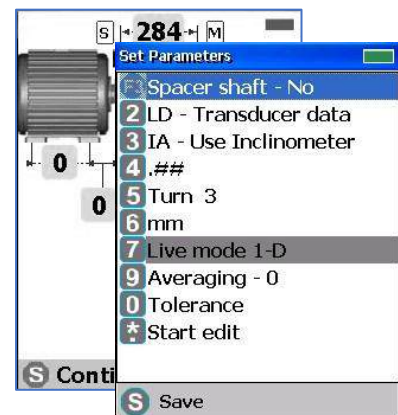 S 284 M
Set Parameters
F3 Spacer shaft - No
2 LD - Transducer data
3 IA - Use Inclinometer
4 .##
5 Turn 3
6 mm
7 Live mode 1-D
9 Averaging - 0
0 Tolerance
* Start edit
0
0
S Conti
S Save